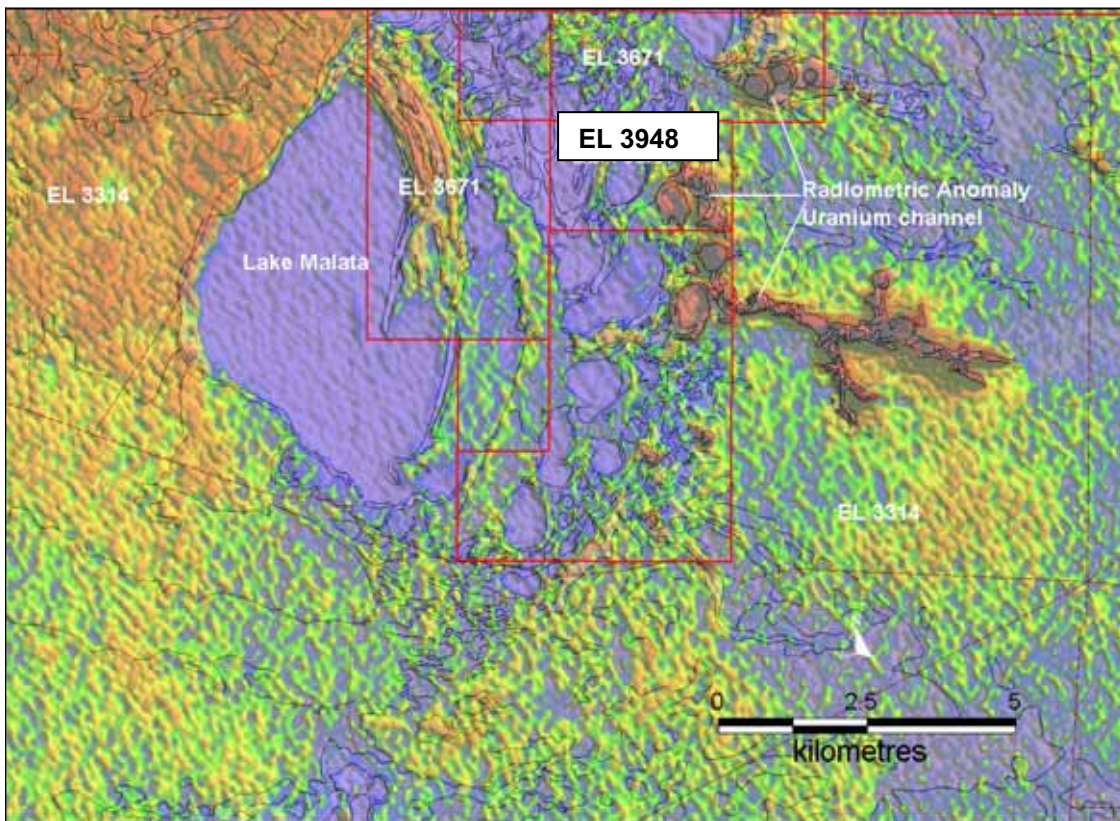 EL 3671
EL 3948
EL 3314
EL 3671
Radiometric Anomaly
Uranium channel
Lake Malata
EL 3314
0 2.5 5
kilometres